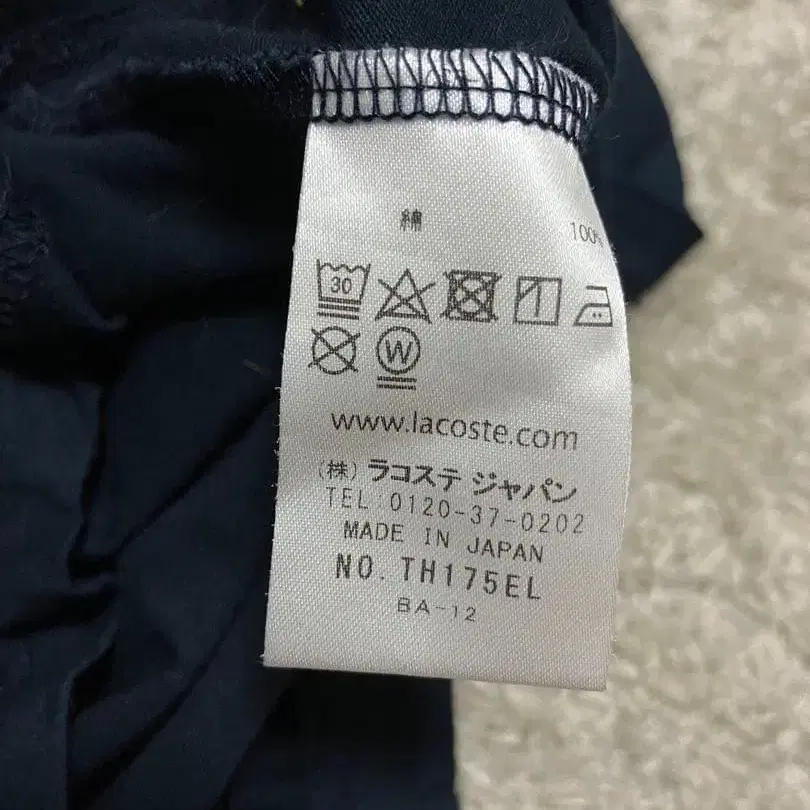 綿 100%
30
W
www.lacoste.com
(株) ラコステ ジャパン
TEL:0120-37-0202
MADE IN JAPAN
NO. TH175EL
BA-12